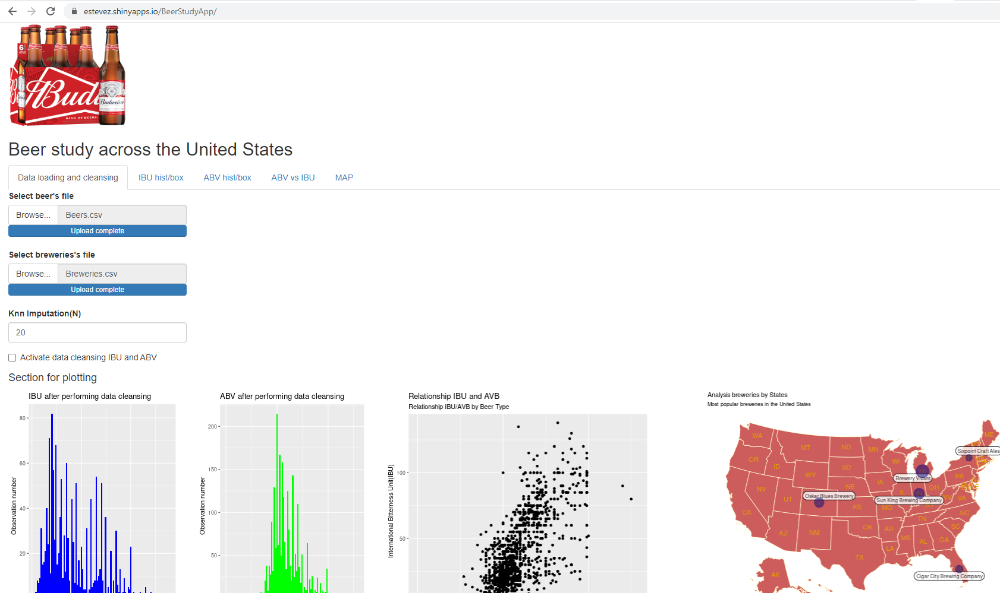 estevez.shinyapps.io/BeerStudyApp/
6
Bud
Budweiser
KING OF BEERS
Beer study across the United States
Data loading and cleansing
IBU hist/box
ABV hist/box
ABV vs IBU
MAP
Select beer's file
Browse...
Beers.csv
Upload complete
Select breweries's file
Browse...
Breweries.csv
Upload complete
Knn Imputation(N)
20
Activate data cleansing IBU and ABV
Section for plotting
IBU after performing data cleansing
Observation number
80
60
40
20
ABV after performing data cleansing
Observation number
200
150
100
50
Relationship IBU and AVB
Relationship IBU/AVB by Beer Type
International Bitterness Unit(IBU)
100
50
Analysis breweries by States
Most popular breweries in the United States
WA
MT
ND
MN
ME
OR
ID
SD
WI
WY
IA
PA
NV
NE
IL
OH
UT
KS
MO
VA
CA
NC
TN
AZ
NM
OK
AR
SC
MS
AL
GA
LA
TX
AK
Sixpoint Craft Ales
Brewery Vivant
Oskar Blues Brewery
Sun King Brewing Company
Cigar City Brewing Company